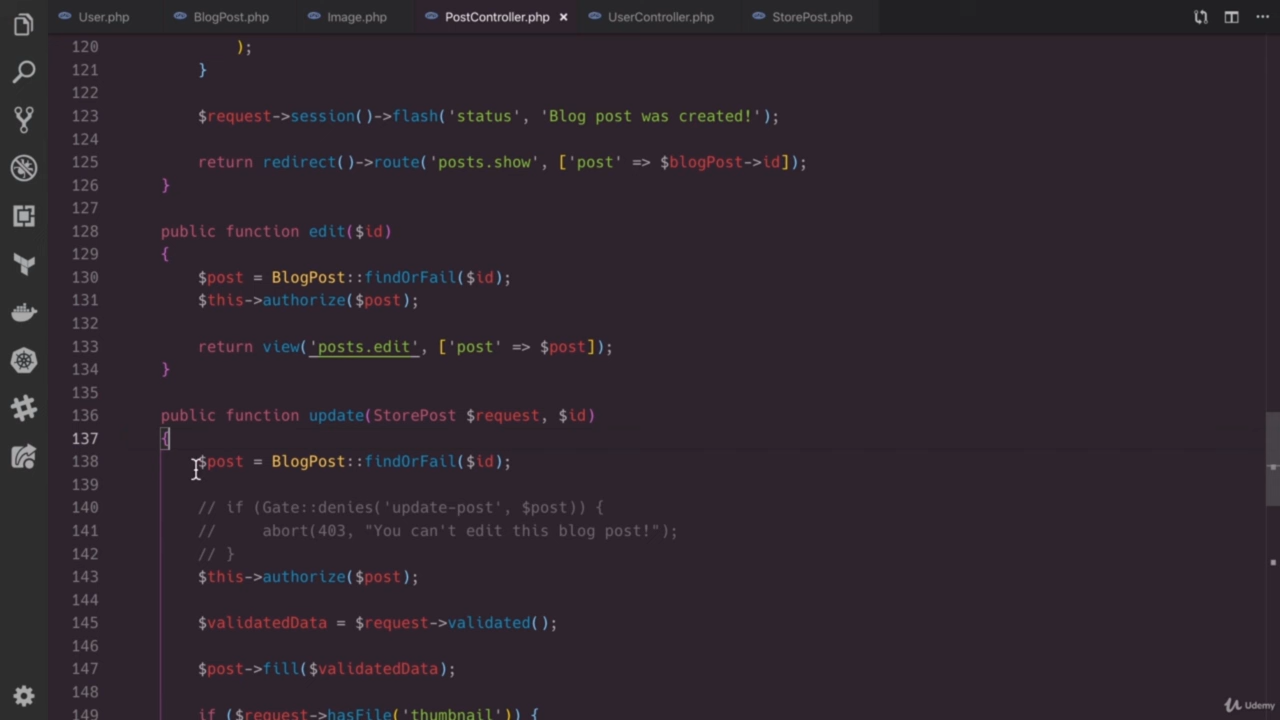 User.php BlogPost.php Image.php PostController.php × UserController.php StorePost.php
120 );
121 }
122
123 $request->session()->flash('status', 'Blog post was created!');
124
125 return redirect()->route('posts.show', ['post' => $blogPost->id]);
126 }
127
128 public function edit($id)
129 {
130 $post = BlogPost::findOrFail($id);
131 $this->authorize($post);
132
133 return view('posts.edit', ['post' => $post]);
134 }
135
136 public function update(StorePost $request, $id)
137 {
138 $post = BlogPost::findOrFail($id);
139
140 // if (Gate::denies('update-post', $post)) {
141 //     abort(403, "You can't edit this blog post!");
142 // }
143 $this->authorize($post);
144
145 $validatedData = $request->validated();
146
147 $post->fill($validatedData);
148
149 if ($request->hasFile('thumbnail')) {
Udemy